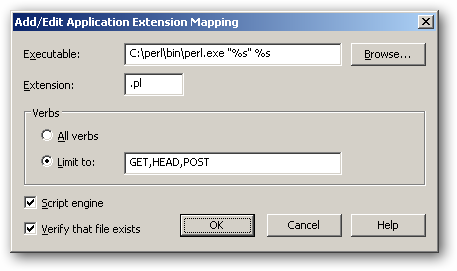 Add/Edit Application Extension Mapping
Executable: C:\perl\bin\perl.exe "%s" %s Browse...
Extension: .pl
Verbs
All verbs
Limit to: GET,HEAD,POST
Script engine
Verify that file exists OK Cancel Help